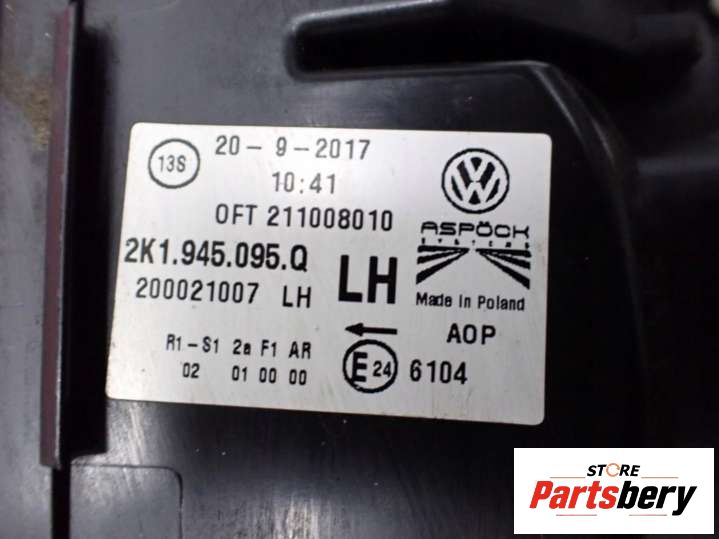 13S
20-9-2017
10:41
OFT 211008010
ASPÖCK
SYSTEMS
2K1.945.095.Q
200021007 LH
LH
Made in Poland
AOP
R1-S1 2a F1 AR
02 01 00 00
E 24
6104
STORE
Partsbery